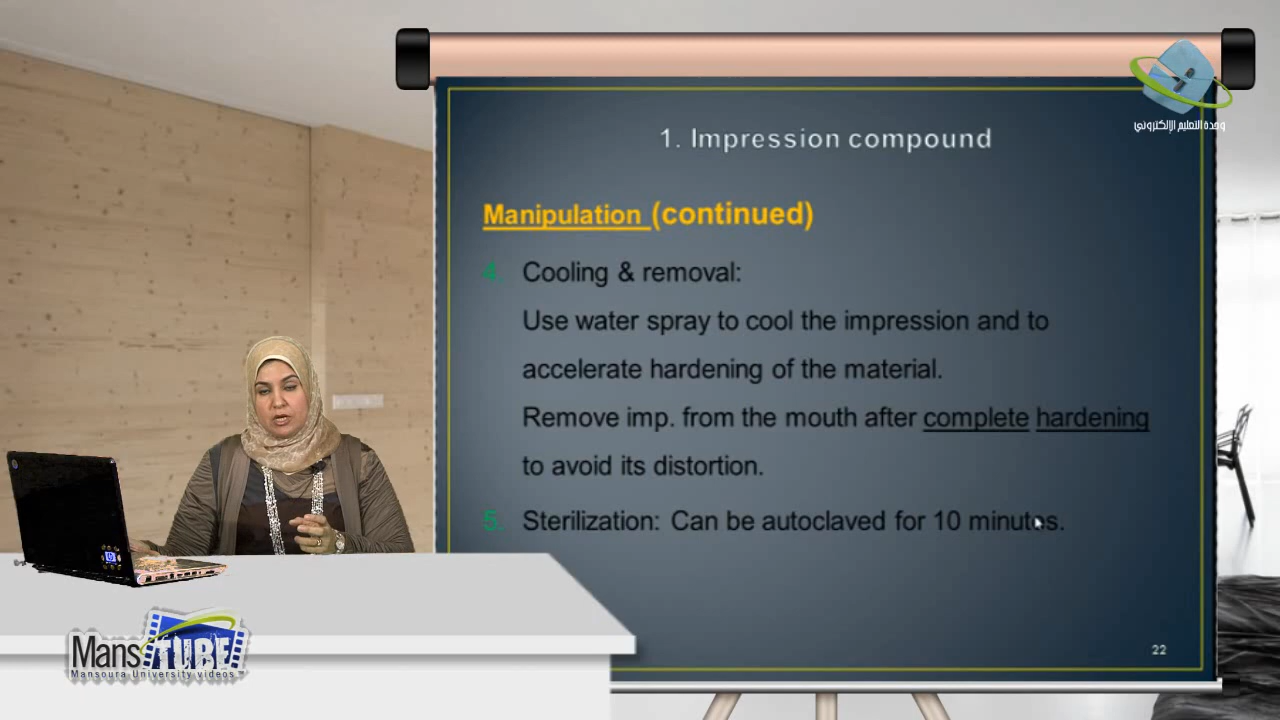 وحدة التعليم الإلكتروني
1. Impression compound
Manipulation (continued)
4. Cooling & removal:
Use water spray to cool the impression and to
accelerate hardening of the material.
Remove imp. from the mouth after complete hardening
to avoid its distortion.
5. Sterilization: Can be autoclaved for 10 minutes.
22
Mans TUBE
Mansoura University videos